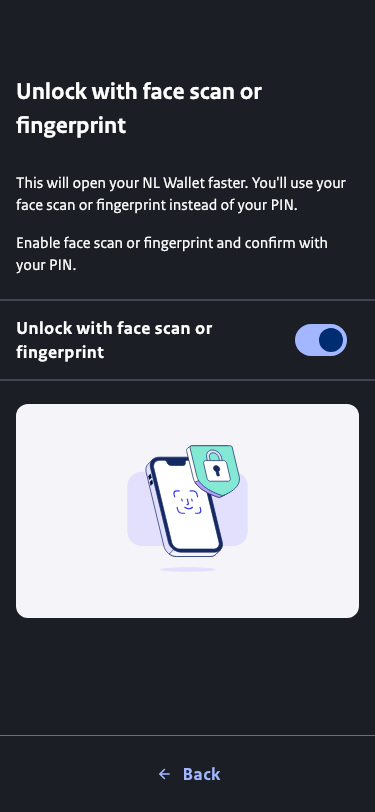 Unlock with face scan or
fingerprint
This will open your NL Wallet faster. You'll use your
face scan or fingerprint instead of your PIN.
Enable face scan or fingerprint and confirm with
your PIN.
Unlock with face scan or
fingerprint
Back